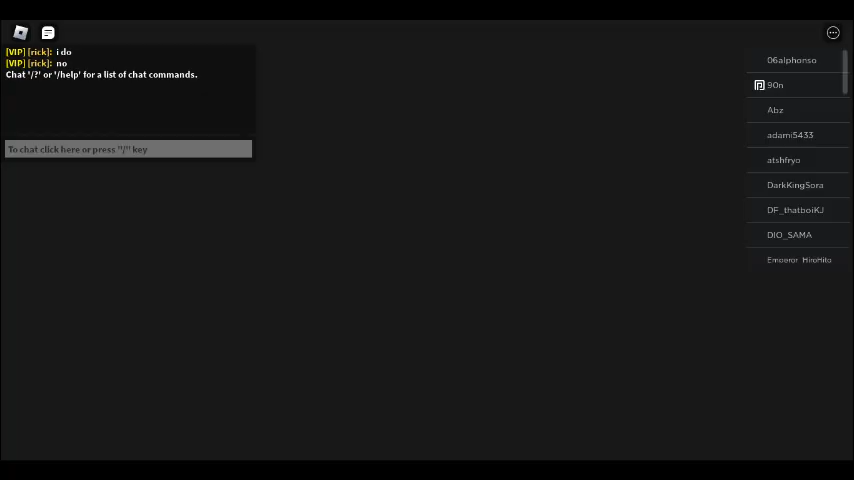 [VIP] [rick]: i do
[VIP] [rick]: no
Chat '/?' or '/help' for a list of chat commands.
To chat click here or press "/" key
06alphonso
90n
Abz
adami5433
atshfryo
DarkKingSora
DF_thatboiKJ
DIO_SAMA
Emperor_HiroHito